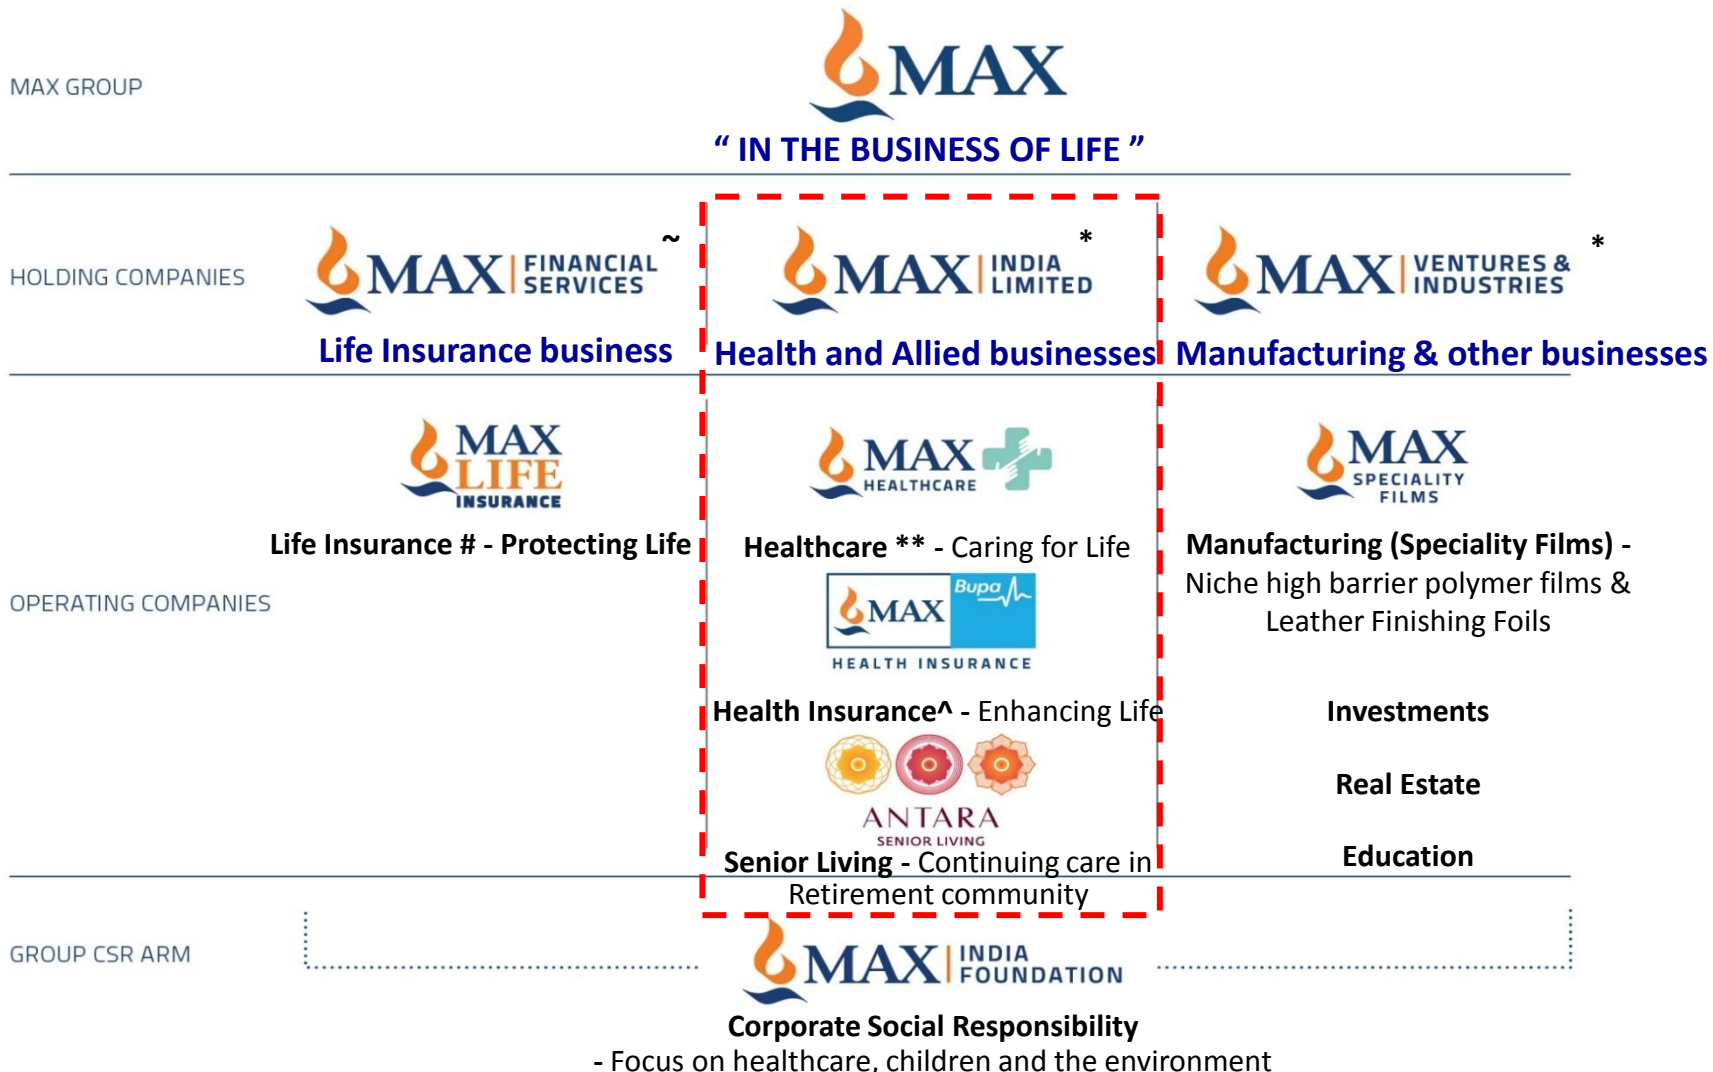 MAX GROUP
MAX
“ IN THE BUSINESS OF LIFE ”
HOLDING COMPANIES
MAX FINANCIAL SERVICES ~
Life Insurance business
MAX INDIA LIMITED *
Health and Allied businesses
MAX VENTURES & INDUSTRIES *
Manufacturing & other businesses
OPERATING COMPANIES
MAX
LIFE
INSURANCE
Life Insurance # - Protecting Life
MAX
HEALTHCARE
Healthcare ** - Caring for Life
MAX Bupa
HEALTH INSURANCE
Health Insurance^ - Enhancing Life
ANTARA
SENIOR LIVING
Senior Living - Continuing care in
Retirement community
MAX
SPECIALITY
FILMS
Manufacturing (Speciality Films) -
Niche high barrier polymer films &
Leather Finishing Foils
Investments
Real Estate
Education
GROUP CSR ARM
MAX INDIA FOUNDATION
Corporate Social Responsibility
- Focus on healthcare, children and the environment